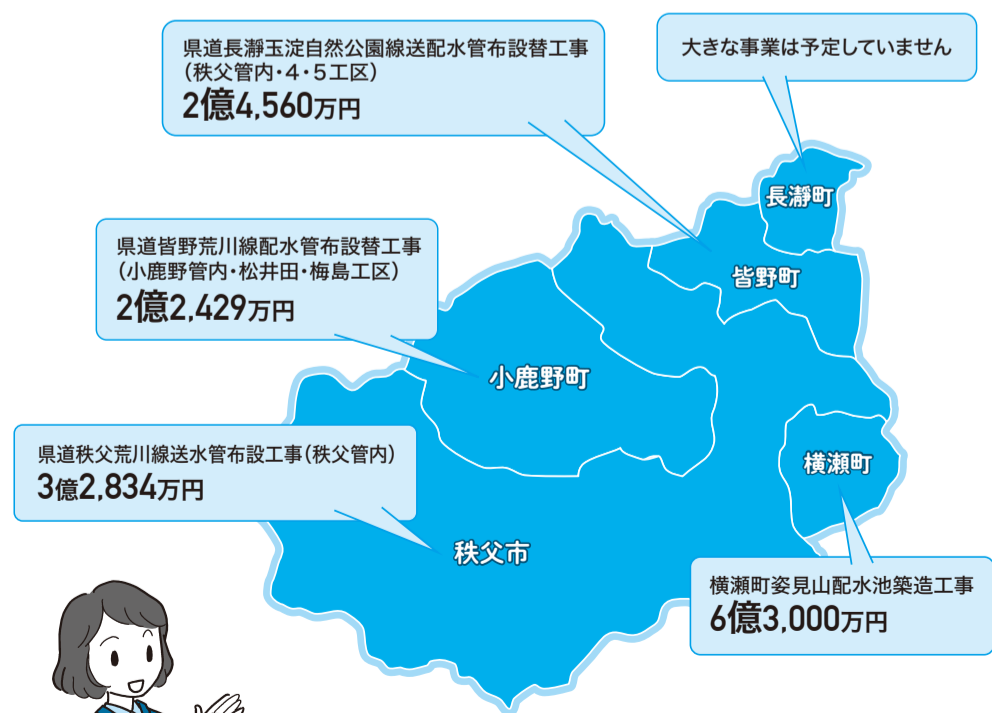 県道長瀞玉淀自然公園線送配水管布設替工事
（秩父管内・4・5工区）
2億4,560万円
大きな事業は予定していません
長瀞町
皆野町
県道皆野荒川線配水管布設替工事
（小鹿野管内・松井田・梅島工区）
2億2,429万円
小鹿野町
県道秩父荒川線送水管布設工事（秩父管内）
3億2,834万円
横瀬町
秩父市
横瀬町姿見山配水池築造工事
6億3,000万円